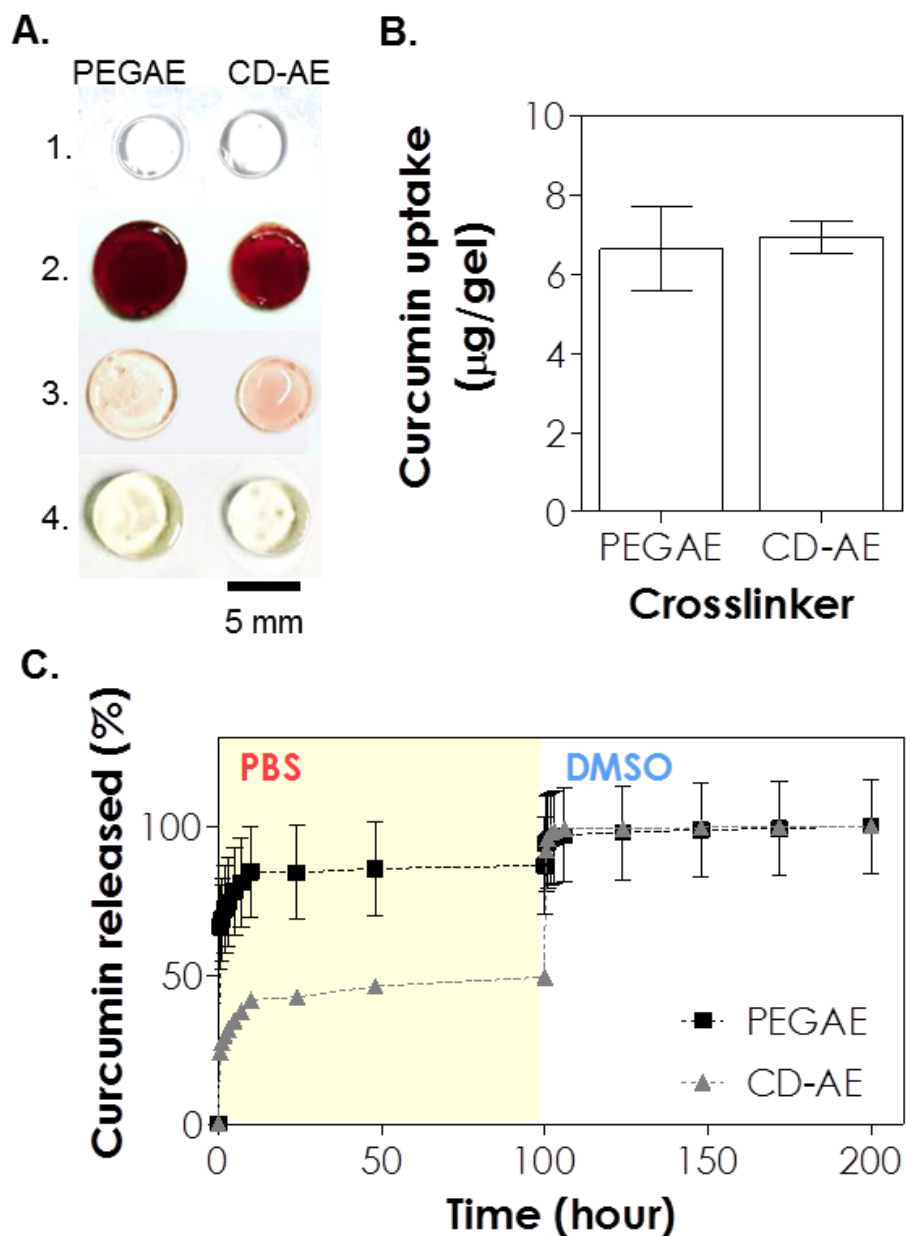 A.
PEGAE CD-AE
1.
2.
3.
4.
5 mm
B.
Curcumin uptake
(µg/gel)
10
8
6
4
2
0
PEGAE CD-AE
Crosslinker
C.
Curcumin released (%)
100
50
0
PBS
DMSO
PEGAE
CD-AE
0 50 100 150 200
Time (hour)